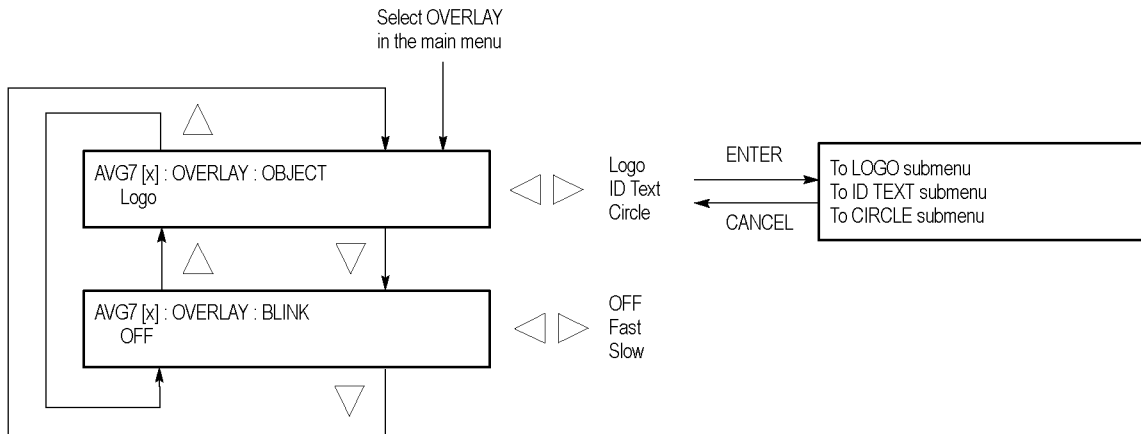 Select OVERLAY
in the main menu
AVG7 [x] : OVERLAY : OBJECT
Logo
Logo
ID Text
Circle
ENTER
CANCEL
To LOGO submenu
To ID TEXT submenu
To CIRCLE submenu
AVG7 [x] : OVERLAY : BLINK
OFF
OFF
Fast
Slow